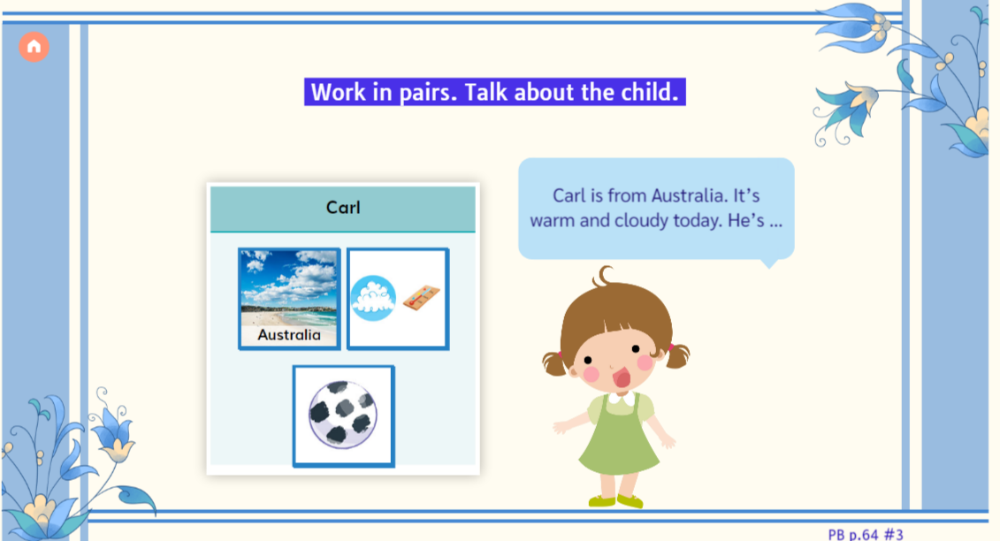 Work in pairs. Talk about the child.
Carl
Carl is from Australia. It's
warm and cloudy today. He's ...
Australia
PB p.64 #3